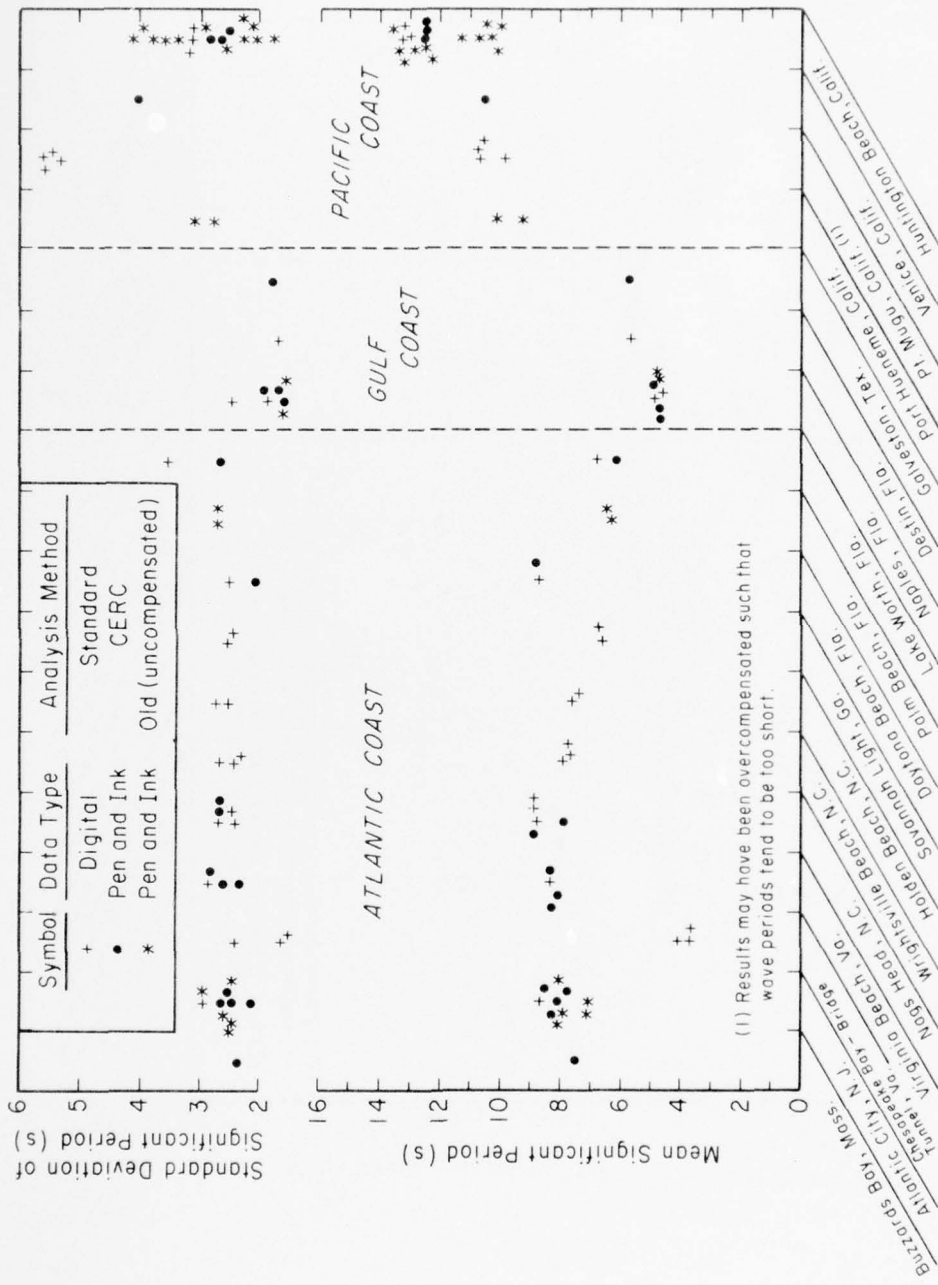 Standard Deviation of
Significant Period (s)
6
5
4
3
2
Symbol Data Type Analysis Method
+ Digital Standard
● Pen and Ink CERC
* Pen and Ink Old (uncompensated)
Mean Significant Period (s)
16
14
12
10
8
6
4
2
0
ATLANTIC COAST
GULF
COAST
PACIFIC
COAST
(1) Results may have been overcompensated such that
wave periods tend to be too short.
Buzzards Bay, Mass.
Atlantic City, N.J.
Chesapeake Bay – Bridge
Tunnel, Va.
Virginia Beach, Va.
Nags Head, N.C.
Wrightsville Beach, N.C.
Holden Beach, N.C.
Savannah Light, Ga.
Daytona Beach, Fla.
Palm Beach, Fla.
Lake Worth, Fla.
Naples, Fla.
Destin, Fla.
Galveston, Tex.
Port Hueneme, Calif.
Pt. Mugu, Calif. (1)
Venice, Calif.
Huntington Beach, Calif.